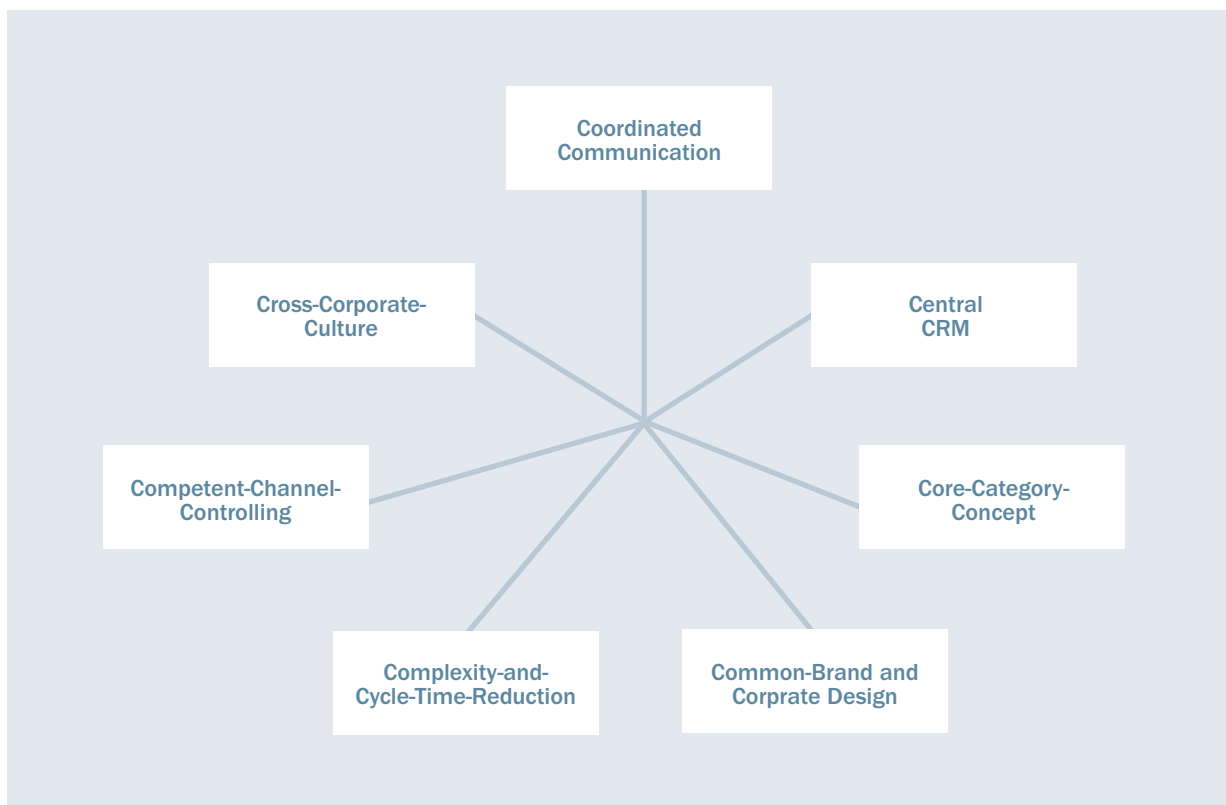 Coordinated
Communication
Cross-Corporate-
Culture
Central
CRM
Competent-Channel-
Controlling
Core-Category-
Concept
Complexity-and-
Cycle-Time-Reduction
Common-Brand and
Corprate Design